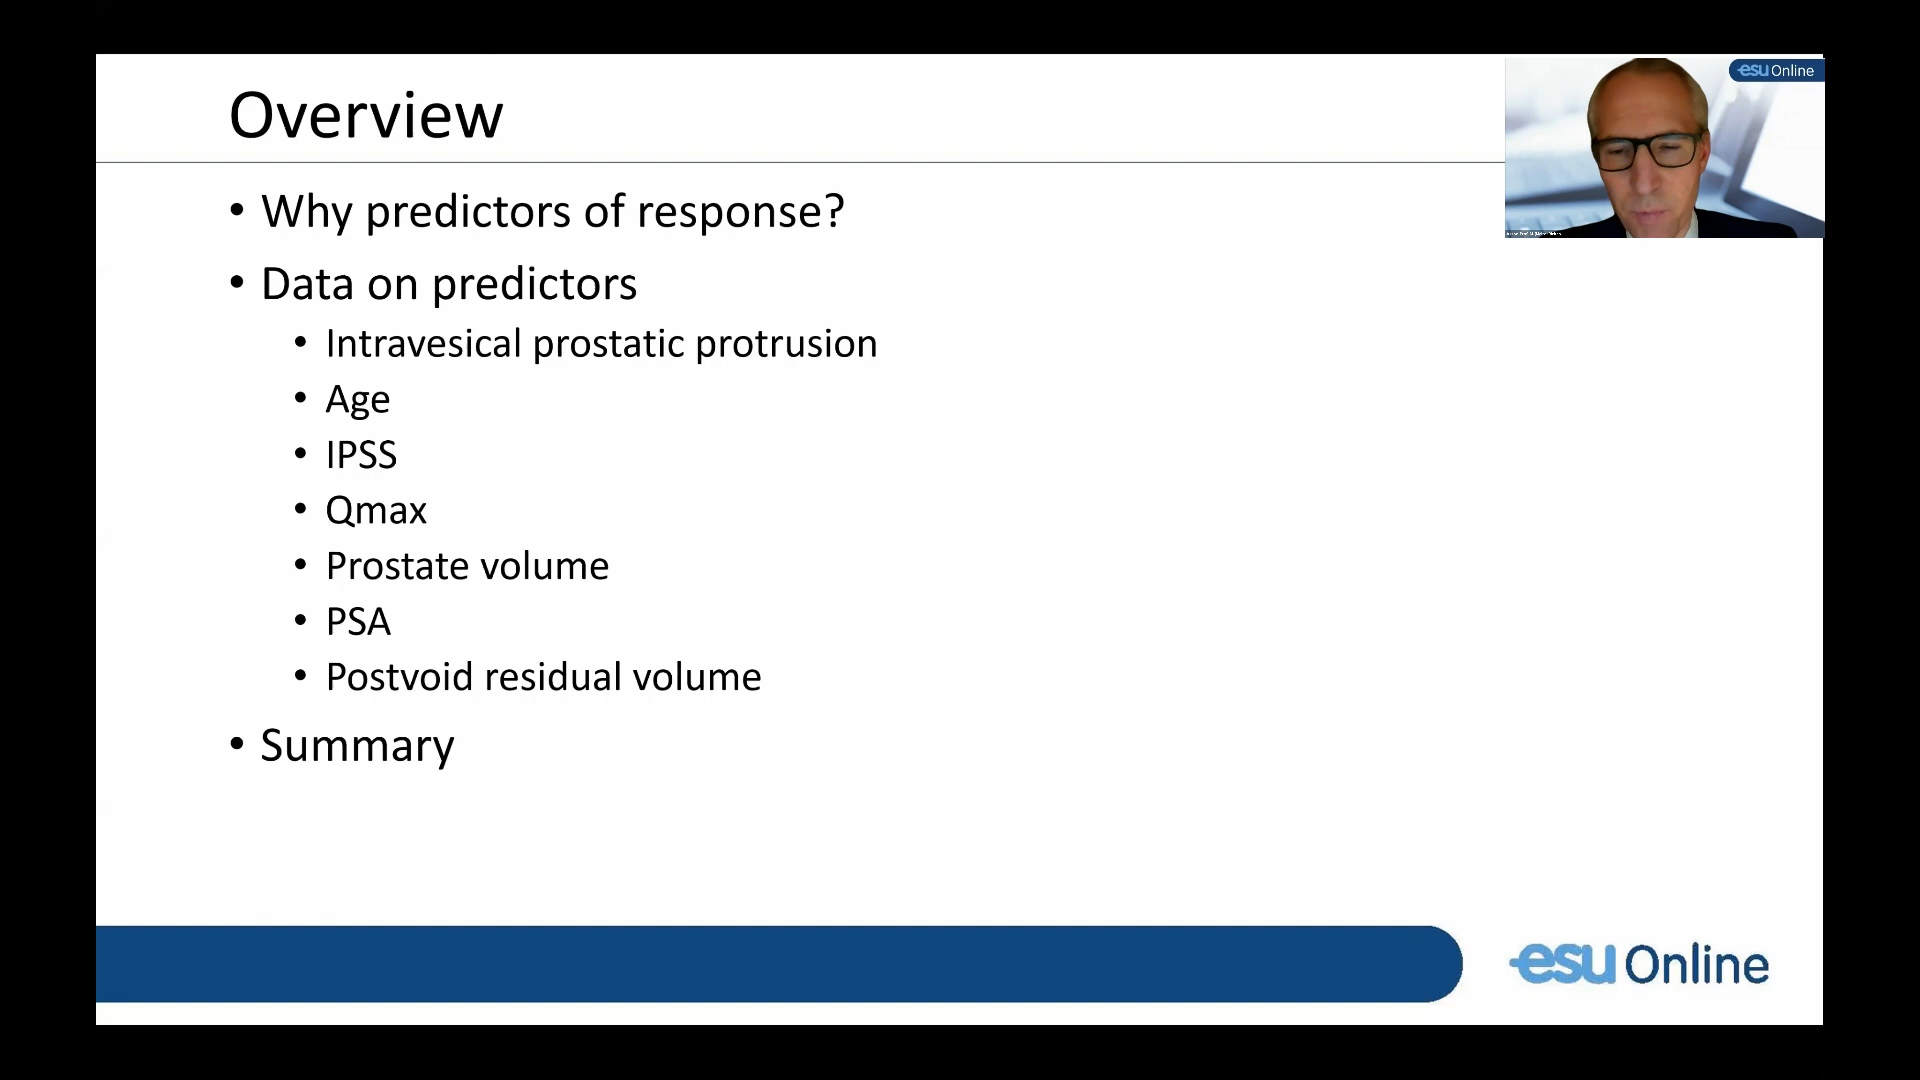 Overview
esu Online
• Why predictors of response?
• Data on predictors
• Intravesical prostatic protrusion
• Age
• IPSS
• Qmax
• Prostate volume
• PSA
• Postvoid residual volume
• Summary
esu Online